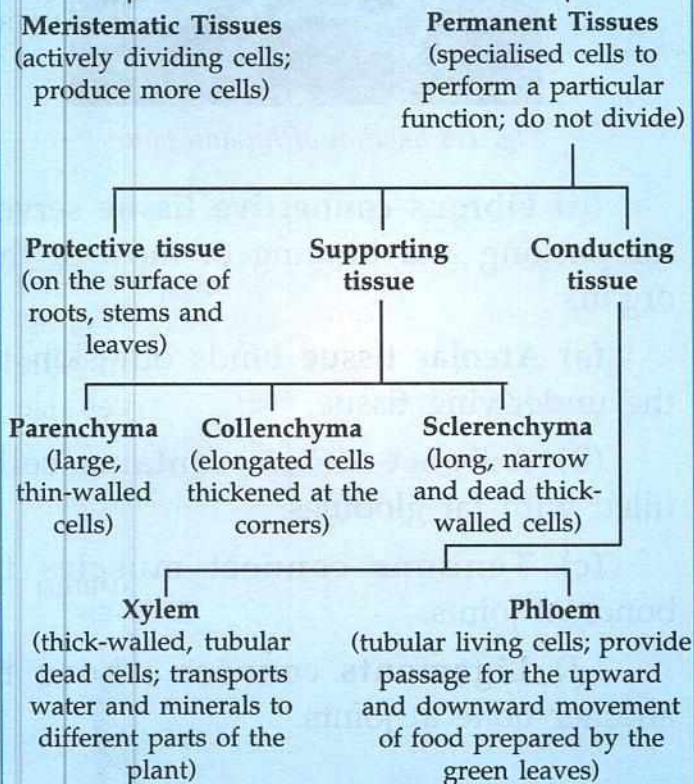 Meristematic Tissues
(actively dividing cells;
produce more cells)
Permanent Tissues
(specialised cells to
perform a particular
function; do not divide)
Protective tissue
(on the surface of
roots, stems and
leaves)
Supporting
tissue
Conducting
tissue
Parenchyma
(large,
thin-walled
cells)
Collenchyma
(elongated cells
thickened at the
corners)
Sclerenchyma
(long, narrow
and dead thick-
walled cells)
Xylem
(thick-walled, tubular
dead cells; transports
water and minerals to
different parts of the
plant)
Phloem
(tubular living cells; provide
passage for the upward
and downward movement
of food prepared by the
green leaves)